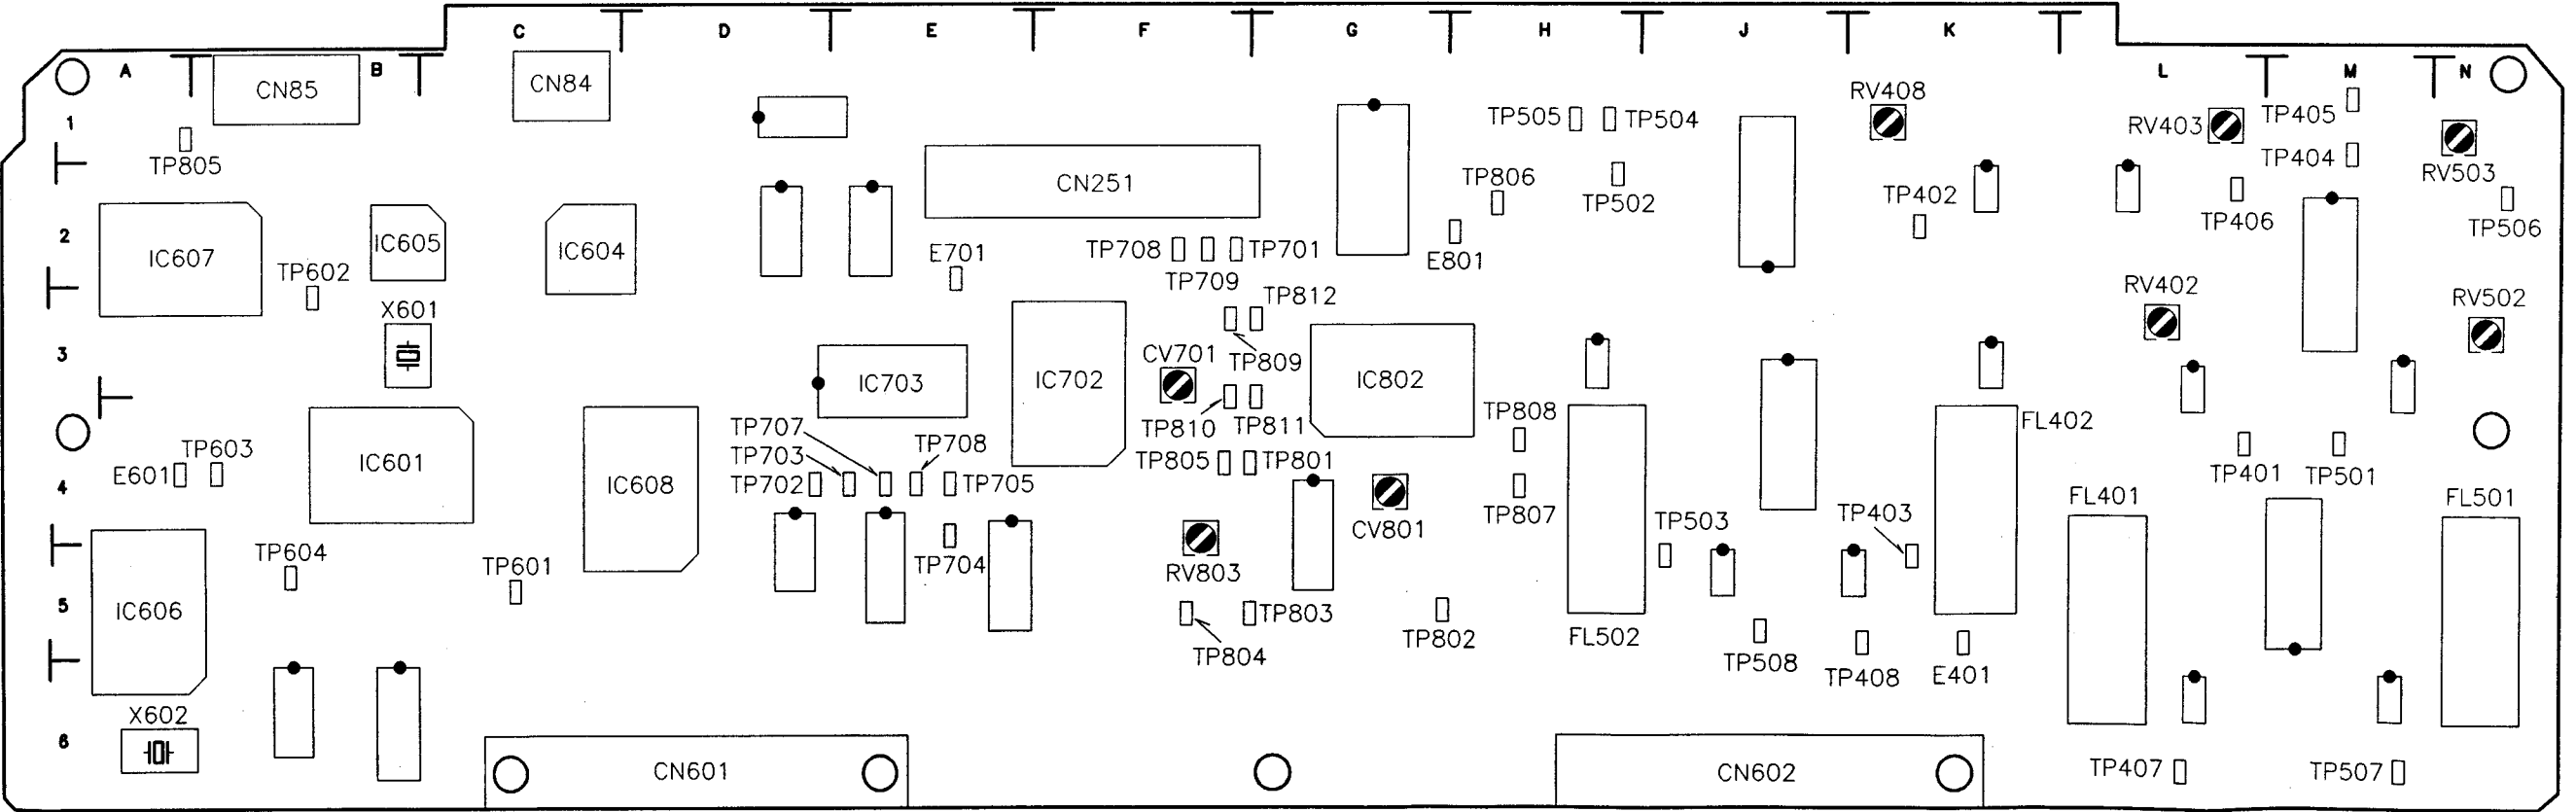 C D E F G H J K
A B L M N
CN85 CN84
RV408
TP505 TP504 RV403 TP405
1
TP805 TP404
CN251 TP806 TP502 TP402 RV503
TP406 TP506
2
IC607 IC605 IC604
E701 TP708 TP701 E801
TP602 TP709
X601 TP812 RV402 RV502
3
CV701 TP809
IC703 IC702 IC802
TP808 FL402
TP707 TP708 TP810 TP811
TP603 TP703 TP805 TP801
E601 IC601 IC608 TP702 TP705 TP401 TP501
4
FL401 FL501
TP807 TP503 TP403
CV801
TP604 TP601 TP704 RV803
5
IC606 TP803 TP802 FL502
TP804 TP508 TP408 E401
X602
6
CN601 CN602 TP407 TP507